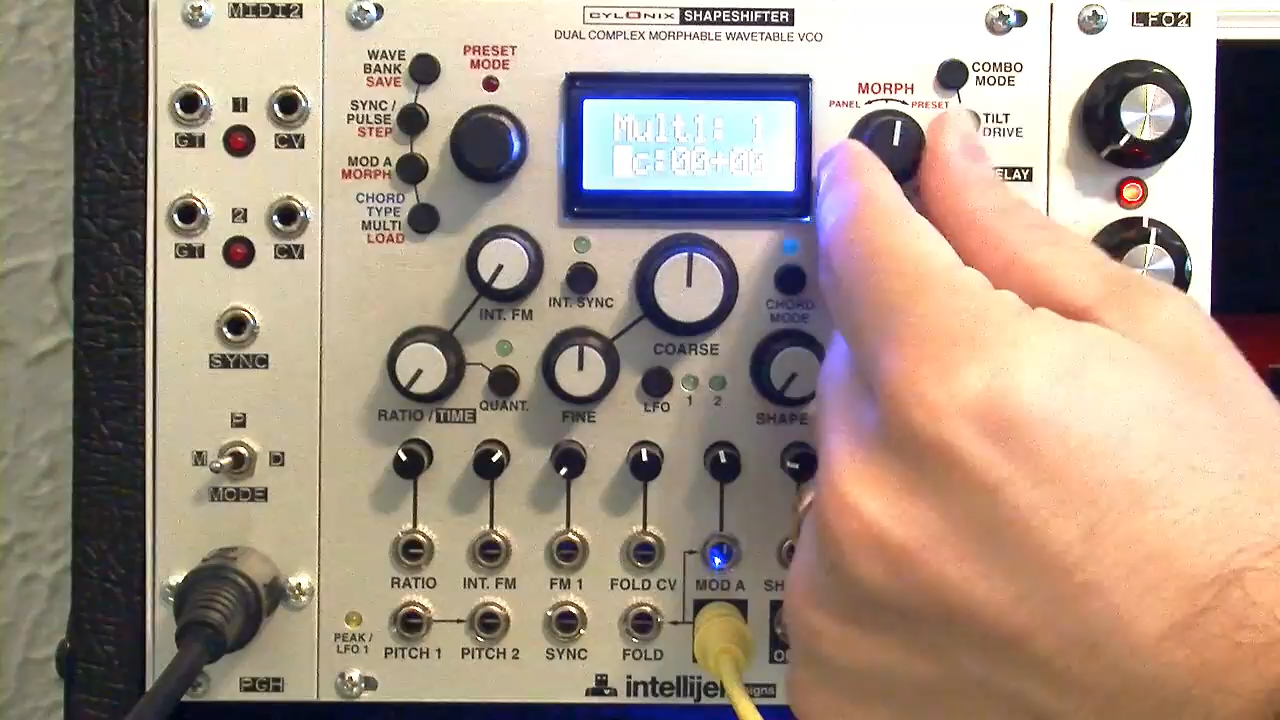 MIDI2
1
GT
CV
2
GT
CV
SYNC
P
M
D
MODE
PGH
CYLONIX SHAPESHIFTER
DUAL COMPLEX MORPHABLE WAVETABLE VCO
WAVE
BANK
SAVE
PRESET
MODE
SYNC /
PULSE
STEP
MOD A
MORPH
CHORD
TYPE
MULTI
LOAD
Multi: 1
c:00+00
MORPH
PANEL
PRESET
COMBO
MODE
TILT
DRIVE
INT. FM
INT. SYNC
COARSE
CHORD
MODE
RATIO / TIME
QUANT.
FINE
LFO
1
2
SHAPE
RATIO
INT. FM
FM 1
FOLD CV
MOD A
PEAK /
LFO 1
PITCH 1
PITCH 2
SYNC
FOLD
LFO2